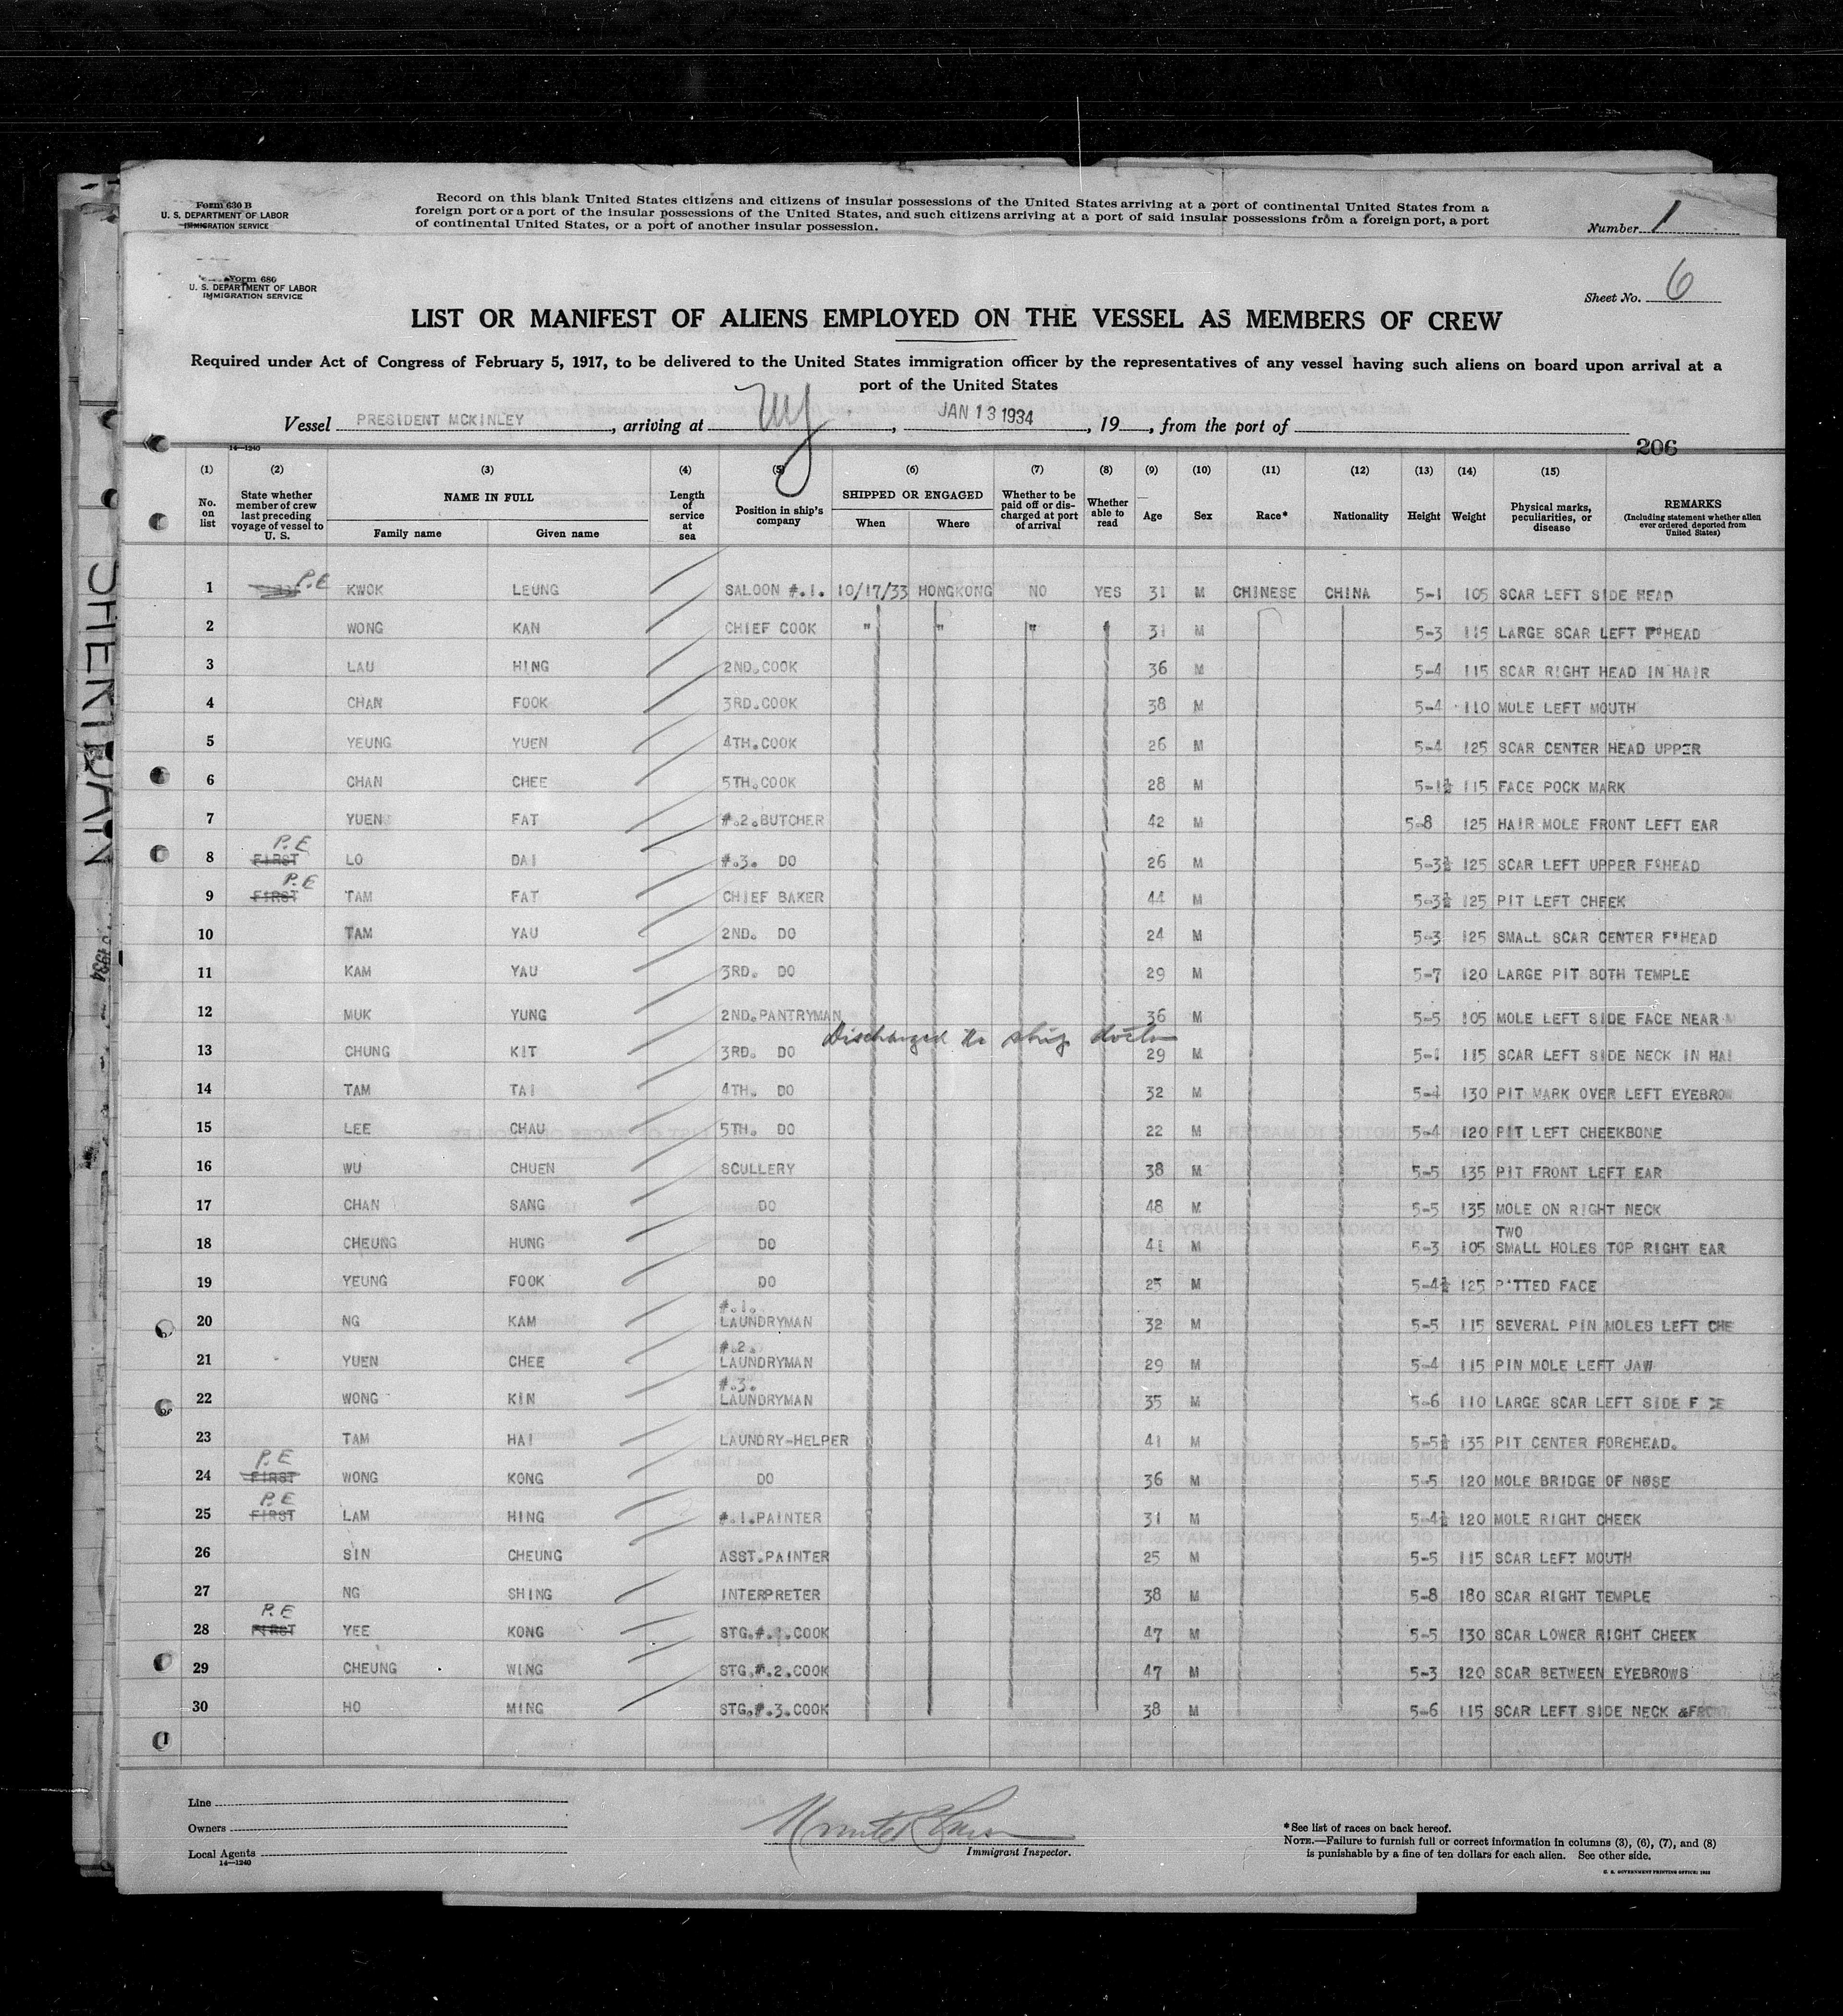 Form 630 B
U. S. DEPARTMENT OF LABOR
IMMIGRATION SERVICE
Record on this blank United States citizens and citizens of insular possessions of the United States arriving at a port of continental United States from a
foreign port or a port of the insular possessions of the United States, and such citizens arriving at a port of said insular possessions from a foreign port, a port
of continental United States, or a port of another insular possession.
Number 1
Form 680
U. S. DEPARTMENT OF LABOR
IMMIGRATION SERVICE
Sheet No. 6
LIST OR MANIFEST OF ALIENS EMPLOYED ON THE VESSEL AS MEMBERS OF CREW
Required under Act of Congress of February 5, 1917, to be delivered to the United States immigration officer by the representatives of any vessel having such aliens on board upon arrival at a
port of the United States
Vessel PRESIDENT MCKINLEY, arriving at NY, JAN 13 1934, 19 , from the port of
14—1240
206
(1) (2) (3) (4) (5) (6) (7) (8) (9) (10) (11) (12) (13) (14) (15)
No. on list
State whether member of crew last preceding voyage of vessel to U. S.
NAME IN FULL
Family name
Given name
Length of service at sea
Position in ship's company
SHIPPED OR ENGAGED
When
Where
Whether to be paid off or discharged at port of arrival
Whether able to read
Age
Sex
Race*
Nationality
Height
Weight
Physical marks, peculiarities, or disease
REMARKS
(Including statement whether alien ever ordered deported from United States)
1 P.E KWOK LEUNG SALOON #.1. 10/17/33 HONGKONG NO YES 31 M CHINESE CHINA 5-1 105 SCAR LEFT SIDE HEAD
2 WONG KAN CHIEF COOK " " " " 31 M 5-3 115 LARGE SCAR LEFT F'HEAD
3 LAU HING 2ND.COOK 36 M 5-4 115 SCAR RIGHT HEAD IN HAIR
4 CHAN FOOK 3RD.COOK 38 M 5-4 110 MOLE LEFT MOUTH
5 YEUNG YUEN 4TH.COOK 26 M 5-4 125 SCAR CENTER HEAD UPPER
6 CHAN CHEE 5TH.COOK 28 M 5-1½ 115 FACE POCK MARK
7 YUEN FAT #.2.BUTCHER 42 M 5-8 125 HAIR MOLE FRONT LEFT EAR
8 P.E FIRST LO DAI #.3. DO 26 M 5-3½ 125 SCAR LEFT UPPER F'HEAD
9 P.E FIRST TAM FAT CHIEF BAKER 44 M 5-3½ 125 PIT LEFT CHEEK
10 TAM YAU 2ND. DO 24 M 5-3 125 SMALL SCAR CENTER F'HEAD
11 KAM YAU 3RD. DO 29 M 5-7 120 LARGE PIT BOTH TEMPLE
12 MUK YUNG 2ND.PANTRYMAN 36 M 5-5 105 MOLE LEFT SIDE FACE NEAR
Discharged to ship doctor
13 CHUNG KIT 3RD. DO 29 M 5-1 115 SCAR LEFT SIDE NECK IN HAI
14 TAM TAI 4TH. DO 32 M 5-4 130 PIT MARK OVER LEFT EYEBROW
15 LEE CHAU 5TH. DO 22 M 5-4 120 PIT LEFT CHEEKBONE
16 WU CHUEN SCULLERY 38 M 5-5 135 PIT FRONT LEFT EAR
17 CHAN SANG DO 48 M 5-5 135 MOLE ON RIGHT NECK
18 CHEUNG HUNG DO 41 M 5-3 105 TWO SMALL HOLES TOP RIGHT EAR
19 YEUNG FOOK DO 25 M 5-4½ 125 PITTED FACE
20 NG KAM #.1. LAUNDRYMAN 32 M 5-5 115 SEVERAL PIN MOLES LEFT CHE
21 YUEN CHEE #.2. LAUNDRYMAN 29 M 5-4 115 PIN MOLE LEFT JAW
22 WONG KIN #.3. LAUNDRYMAN 35 M 5-6 110 LARGE SCAR LEFT SIDE F CE
23 TAM HAI LAUNDRY-HELPER 41 M 5-5½ 135 PIT CENTER FOREHEAD.
24 P.E FIRST WONG KONG DO 36 M 5-5 120 MOLE BRIDGE OF NOSE
25 P.E FIRST LAM HING #.1.PAINTER 31 M 5-4½ 120 MOLE RIGHT CHEEK
26 SIN CHEUNG ASST.PAINTER 25 M 5-5 115 SCAR LEFT MOUTH
27 NG SHING INTERPRETER 38 M 5-8 180 SCAR RIGHT TEMPLE
28 P.E FIRST YEE KONG STG.#.1.COOK 47 M 5-5 130 SCAR LOWER RIGHT CHEEK
29 CHEUNG WING STG.#.2.COOK 47 M 5-3 120 SCAR BETWEEN EYEBROWS
30 HO MING STG.#.3.COOK 38 M 5-6 115 SCAR LEFT SIDE NECK &FRONT
Line
Owners
Local Agents
14—1240
Immigrant Inspector.
*See list of races on back hereof.
NOTE.—Failure to furnish full or correct information in columns (3), (6), (7), and (8)
is punishable by a fine of ten dollars for each alien. See other side.
U. S. GOVERNMENT PRINTING OFFICE: 1932
1934